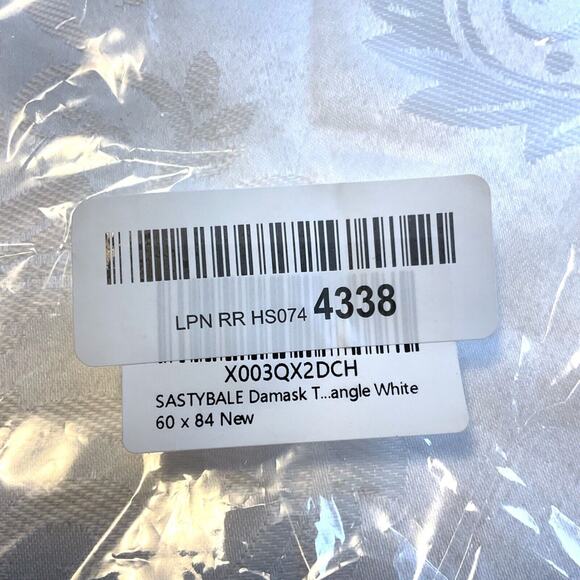 LPN RR HS074 4338
X003QX2DCH
SASTYBALE Damask T...angle White
60 x 84 New